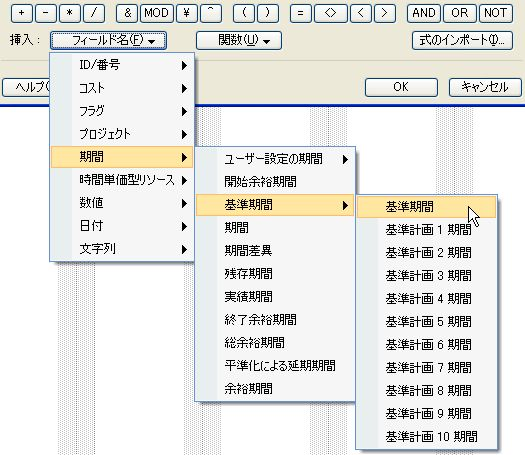 + - * / & MOD ¥ ^ ( ) = <> < > AND OR NOT
挿入： フィールド名(F) 関数(U) 式のインポート(I)...
ヘルプ( OK キャンセル
ID/番号
コスト
フラグ
プロジェクト
期間
時間単価型リソース
数値
日付
文字列
ユーザー設定の期間
開始余裕期間
基準期間
期間
期間差異
残存期間
実績期間
終了余裕期間
総余裕期間
平準化による延期期間
余裕期間
基準期間
基準計画 1 期間
基準計画 2 期間
基準計画 3 期間
基準計画 4 期間
基準計画 5 期間
基準計画 6 期間
基準計画 7 期間
基準計画 8 期間
基準計画 9 期間
基準計画 10 期間